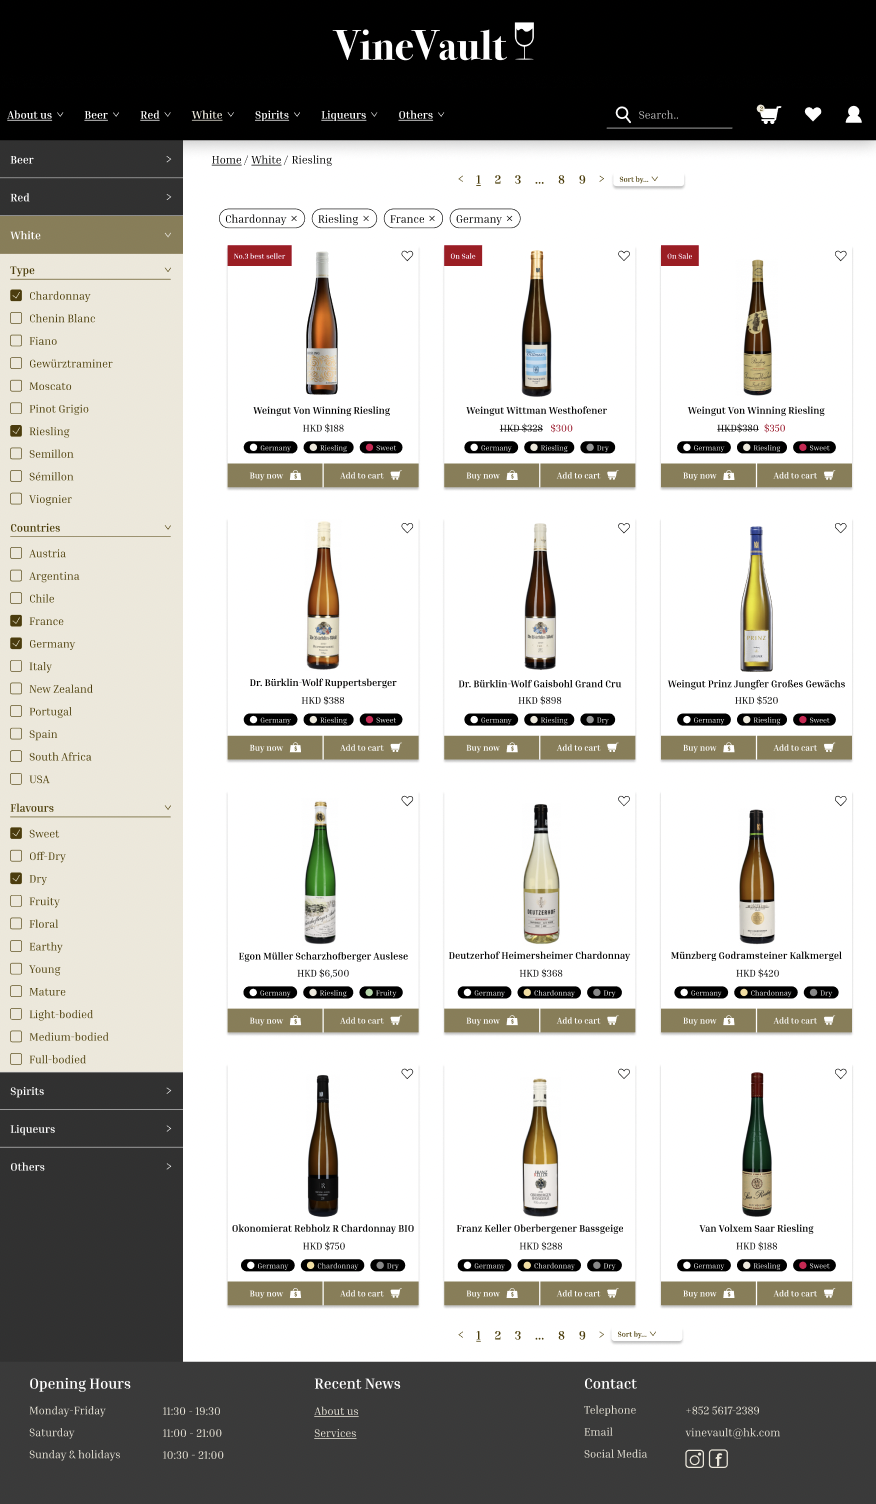 VineVault
About us Beer Red White Spirits Liqueurs Others Search..
Beer
Red
White
Type
Chardonnay
Chenin Blanc
Fiano
Gewürztraminer
Moscato
Pinot Grigio
Riesling
Semillon
Sémillon
Viognier
Countries
Austria
Argentina
Chile
France
Germany
Italy
New Zealand
Portugal
Spain
South Africa
USA
Flavours
Sweet
Off-Dry
Dry
Fruity
Floral
Earthy
Young
Mature
Light-bodied
Medium-bodied
Full-bodied
Spirits
Liqueurs
Others
Home / White / Riesling
< 1 2 3 ... 8 9 > Sort by...
Chardonnay × Riesling × France × Germany ×
No.3 best seller On Sale On Sale
Weingut Von Winning Riesling Weingut Wittman Westhofener Weingut Von Winning Riesling
HKD $188 HKD $328 $300 HKD$380 $350
Germany Riesling Sweet Germany Riesling Dry Germany Riesling Sweet
Buy now Add to cart Buy now Add to cart Buy now Add to cart
PRINZ
Dr. Bürklin-Wolf Ruppertsberger Dr. Bürklin-Wolf Gaisbohl Grand Cru Weingut Prinz Jungfer Großes Gewächs
HKD $388 HKD $898 HKD $520
Germany Riesling Sweet Germany Riesling Dry Germany Riesling Sweet
Buy now Add to cart Buy now Add to cart Buy now Add to cart
DEUTZERHOF
Egon Müller Scharzhofberger Auslese Deutzerhof Heimersheimer Chardonnay Münzberg Godramsteiner Kalkmergel
HKD $6,500 HKD $368 HKD $420
Germany Riesling Fruity Germany Chardonnay Dry Germany Chardonnay Dry
Buy now Add to cart Buy now Add to cart Buy now Add to cart
Okonomierat Rebholz R Chardonnay BIO Franz Keller Oberbergener Bassgeige Van Volxem Saar Riesling
HKD $750 HKD $288 HKD $188
Germany Chardonnay Dry Germany Chardonnay Dry Germany Riesling Sweet
Buy now Add to cart Buy now Add to cart Buy now Add to cart
< 1 2 3 ... 8 9 > Sort by...
Opening Hours
Monday-Friday 11:30 - 19:30
Saturday 11:00 - 21:00
Sunday & holidays 10:30 - 21:00
Recent News
About us
Services
Contact
Telephone +852 5617-2389
Email vinevault@hk.com
Social Media